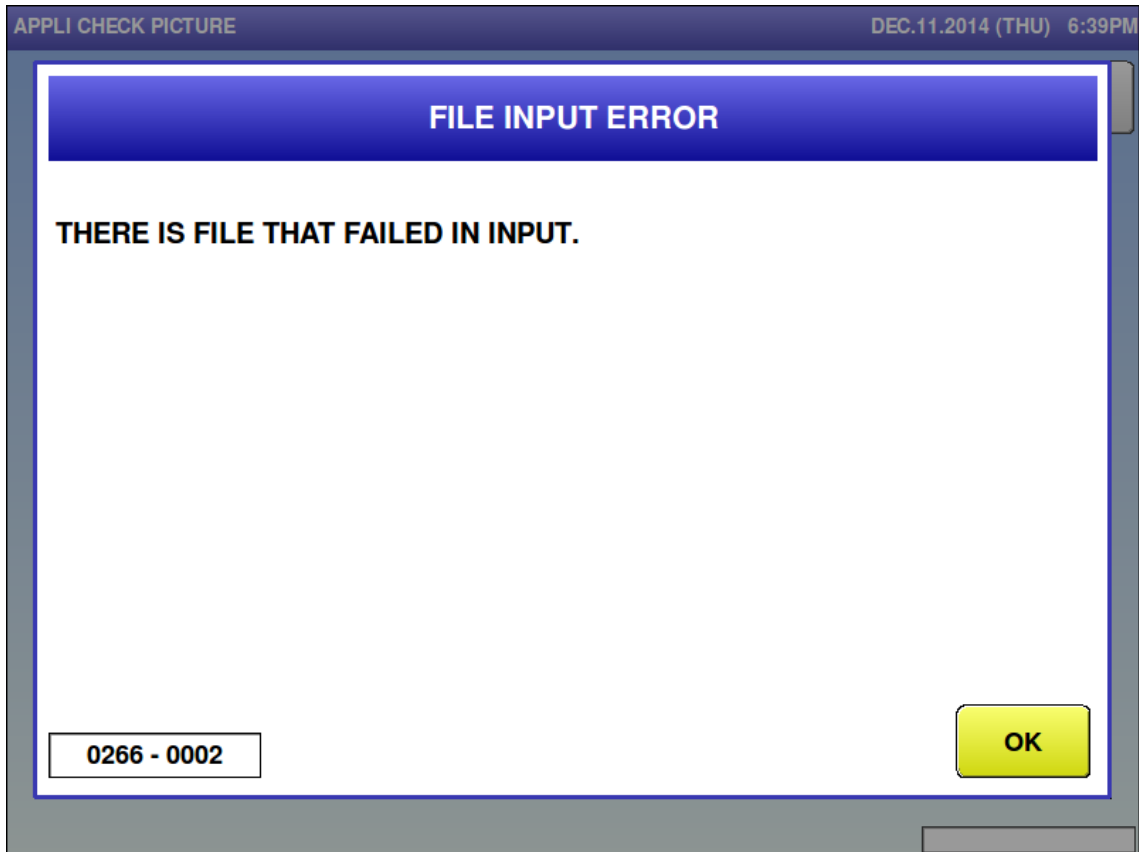 APPLI CHECK PICTURE DEC.11.2014 (THU) 6:39PM
FILE INPUT ERROR
THERE IS FILE THAT FAILED IN INPUT.
0266 - 0002
OK